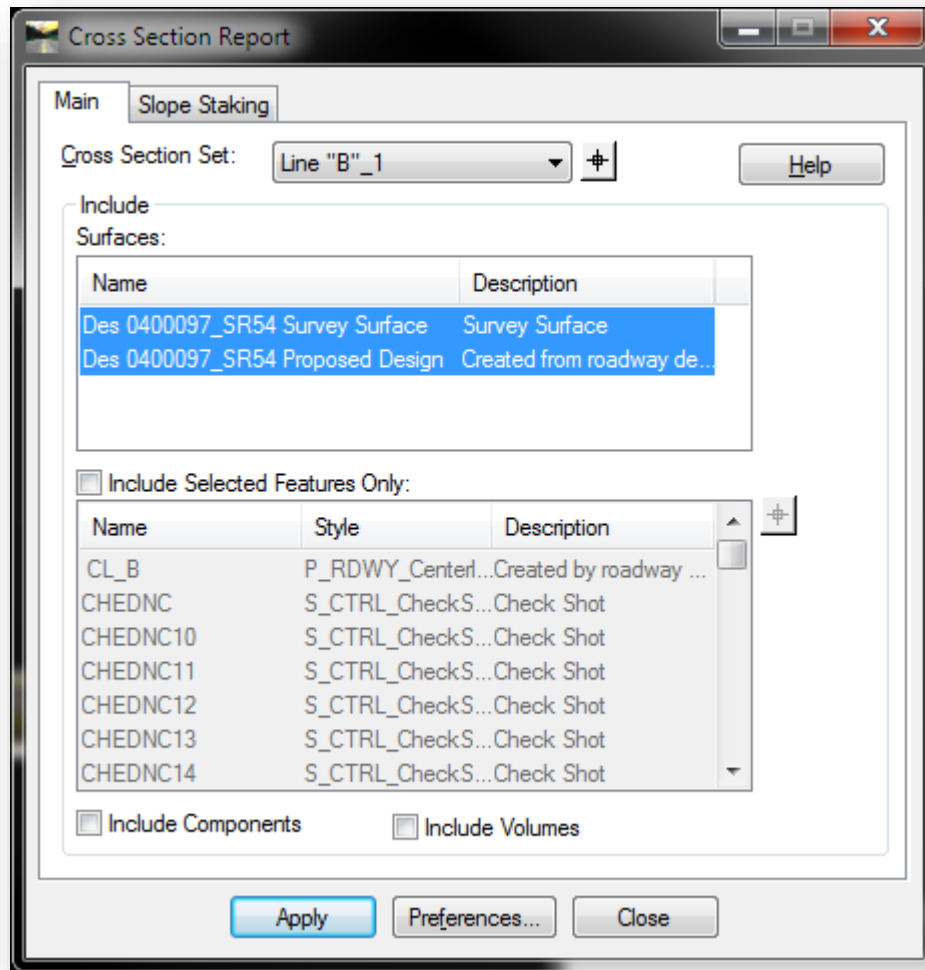 Cross Section Report
Main Slope Staking
Cross Section Set: Line "B"_1 Help
Include
Surfaces:
Name Description
Des 0400097_SR54 Survey Surface Survey Surface
Des 0400097_SR54 Proposed Design Created from roadway de...
Include Selected Features Only:
Name Style Description
CL_B P_RDWY_Centerl...Created by roadway ...
CHEDNC S_CTRL_CheckS...Check Shot
CHEDNC10 S_CTRL_CheckS...Check Shot
CHEDNC11 S_CTRL_CheckS...Check Shot
CHEDNC12 S_CTRL_CheckS...Check Shot
CHEDNC13 S_CTRL_CheckS...Check Shot
CHEDNC14 S_CTRL_CheckS...Check Shot
Include Components Include Volumes
Apply Preferences... Close